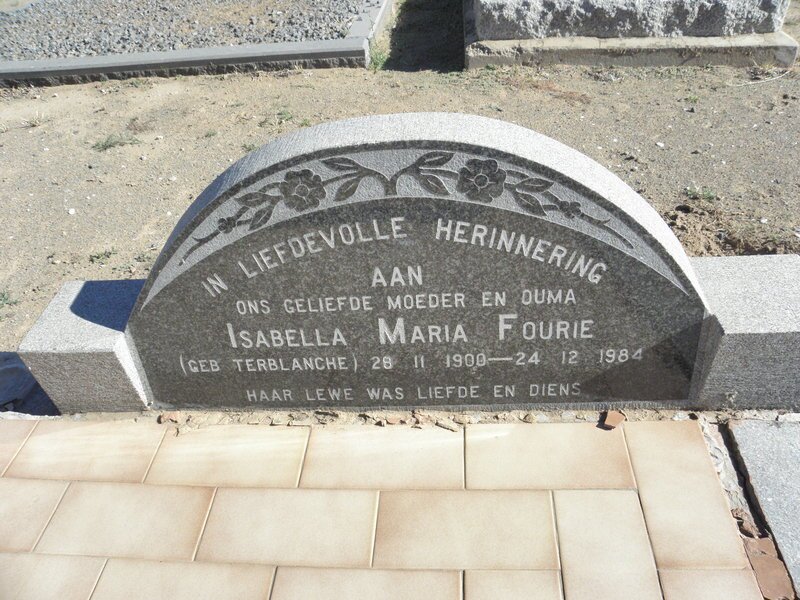 IN LIEFDEVOLLE HERINNERING
AAN
ONS GELIEFDE MOEDER EN OUMA
ISABELLA MARIA FOURIE
(GEB TERBLANCHE) 28 11 1900—24 12 1984
HAAR LEWE WAS LIEFDE EN DIENS